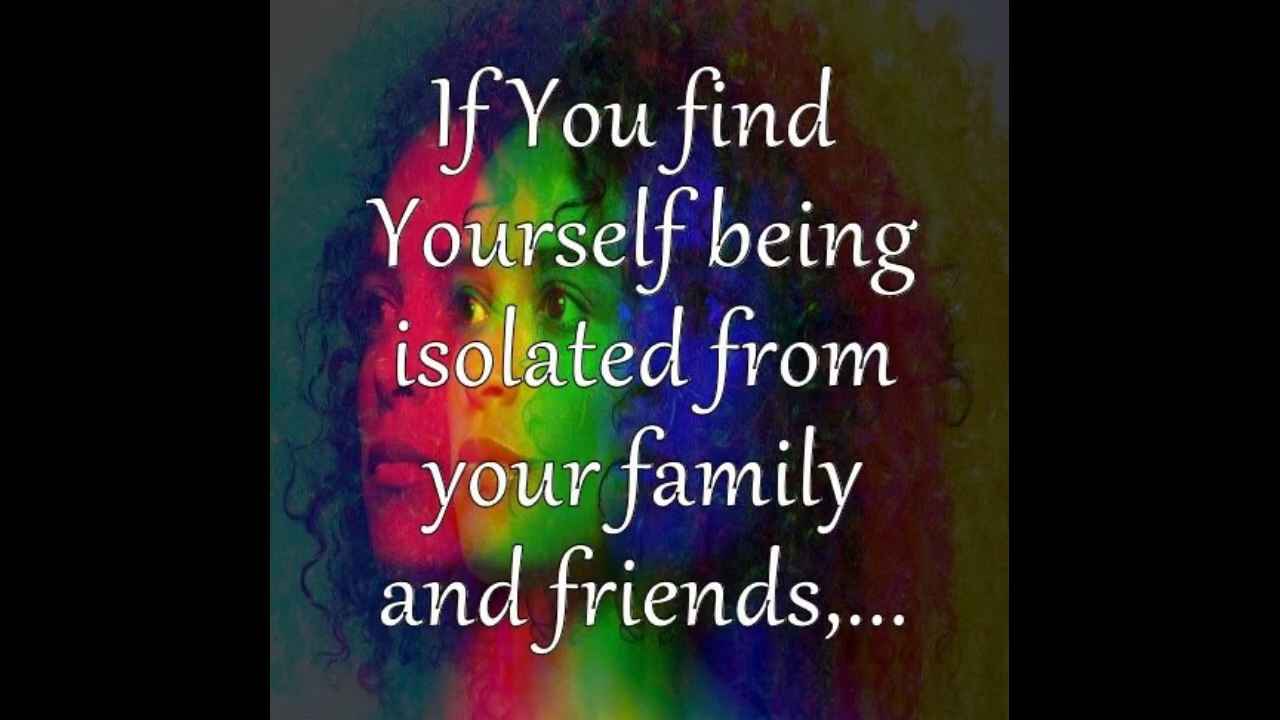 If You find
Yourself being
isolated from
your family
and friends,...